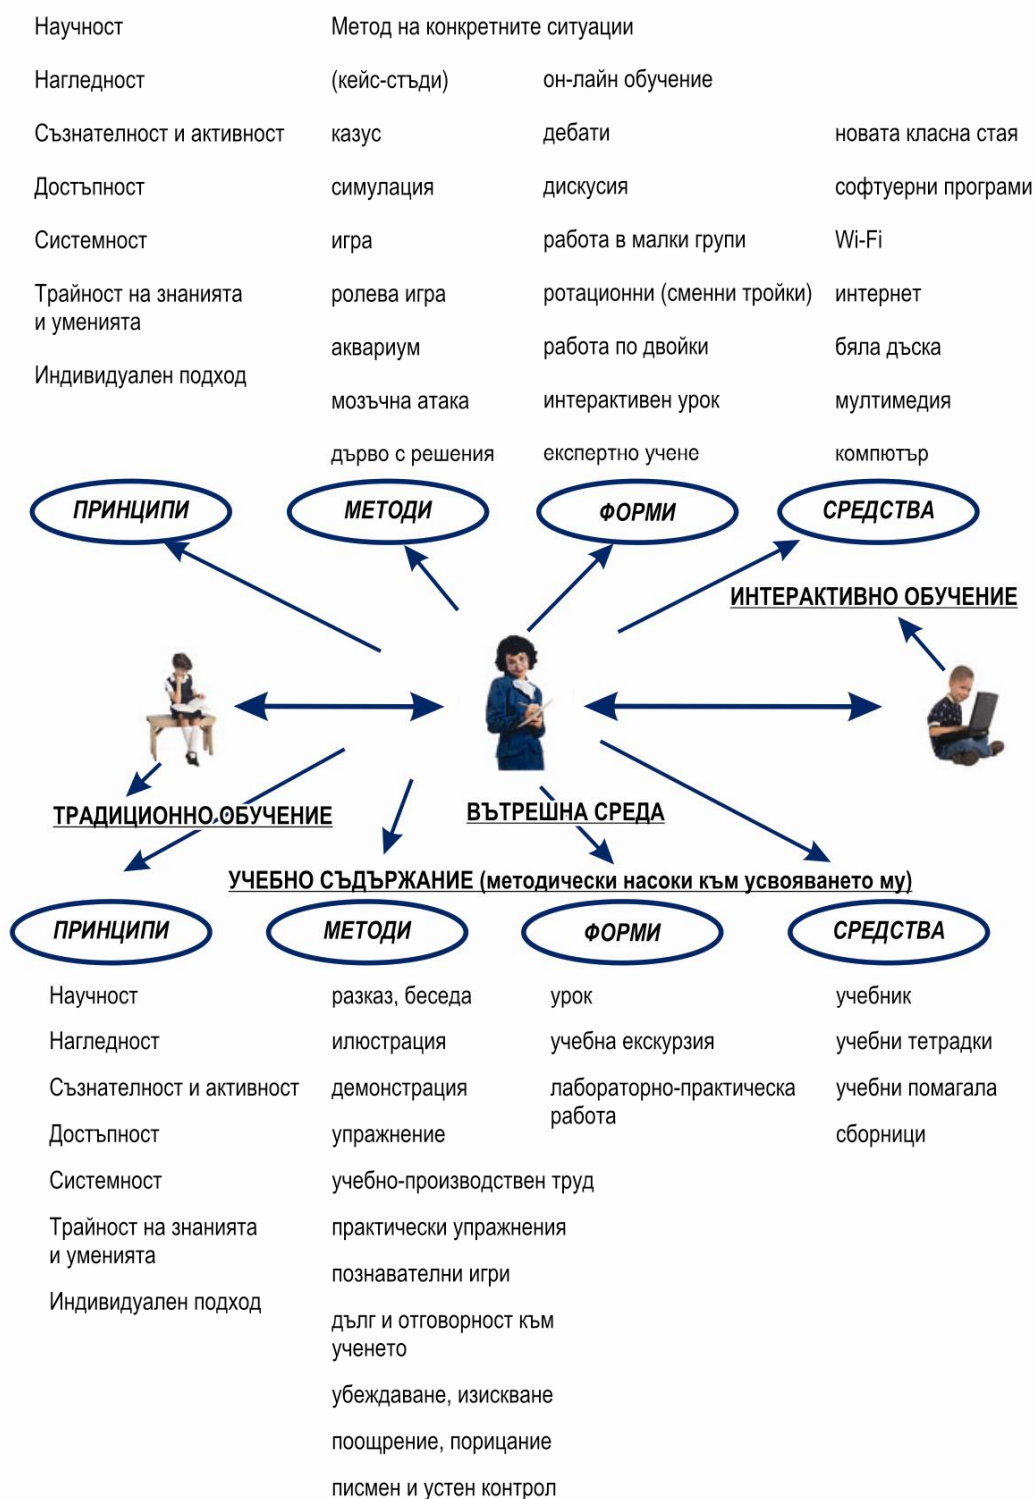 Научност
Метод на конкретните ситуации
Нагледност
(кейс-стъди)
он-лайн обучение
Съзнателност и активност
казус
дебати
новата класна стая
Достъпност
симулация
дискусия
софтуерни програми
Системност
игра
работа в малки групи
Wi-Fi
Трайност на знанията
и уменията
ролева игра
ротационни (сменни тройки)
интернет
аквариум
работа по двойки
бяла дъска
Индивидуален подход
мозъчна атака
интерактивен урок
мултимедия
дърво с решения
експертно учене
компютър
ПРИНЦИПИ
МЕТОДИ
ФОРМИ
СРЕДСТВА
ИНТЕРАКТИВНО ОБУЧЕНИЕ
ТРАДИЦИОННО ОБУЧЕНИЕ
ВЪТРЕШНА СРЕДА
УЧЕБНО СЪДЪРЖАНИЕ (методически насоки към усвояването му)
ПРИНЦИПИ
МЕТОДИ
ФОРМИ
СРЕДСТВА
Научност
разказ, беседа
урок
учебник
Нагледност
илюстрация
учебна екскурзия
учебни тетрадки
Съзнателност и активност
демонстрация
лабораторно-практическа
работа
учебни помагала
Достъпност
упражнение
сборници
Системност
учебно-производствен труд
Трайност на знанията
и уменията
практически упражнения
познавателни игри
Индивидуален подход
дълг и отговорност към
ученето
убеждаване, изискване
поощрение, порицание
писмен и устен контрол